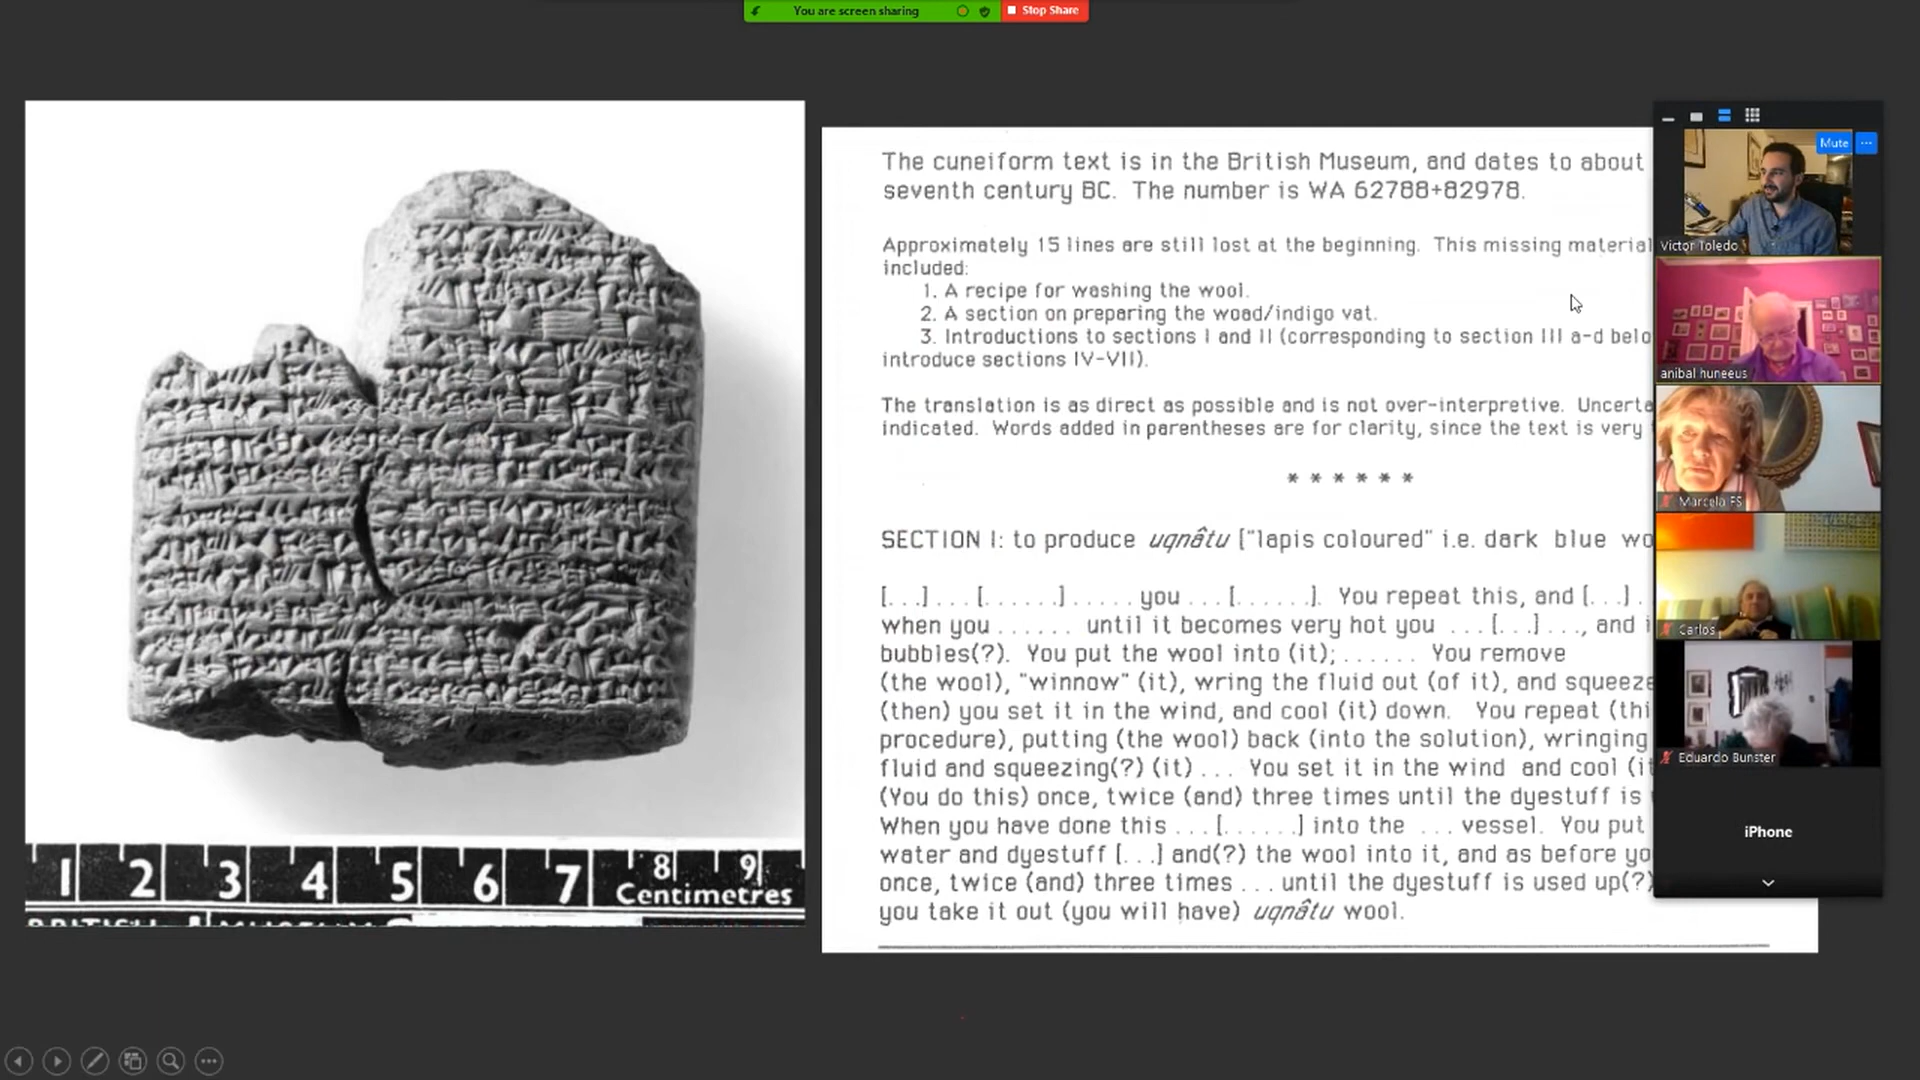 You are screen sharing
Stop Share
The cuneiform text is in the British Museum, and dates to about
seventh century BC. The number is WA 62788+82978.
Approximately 15 lines are still lost at the beginning. This missing material
included:
1. A recipe for washing the wool.
2. A section on preparing the woad/indigo vat.
3. Introductions to sections I and II (corresponding to section III a-d
introduce sections IV-VII).
The translation is as direct as possible and is not over-interpretive.
indicated. Words added in parentheses are for clarity, since the text is very
* * * * * *
SECTION I: to produce uqnâtu ["lapis coloured" i.e. dark blue
[...] ... [......] ..... you ... [......]. You repeat this, and [...] .
when you ...... until it becomes very hot you ... [...] ..., and
bubbles(?). You put the wool into (it); ...... You remove
(the wool), "winnow" (it), wring the fluid out (of it), and squeeze
(then) you set it in the wind, and cool (it) down. You repeat
procedure), putting (the wool) back (into the solution), wringing
fluid and squeezing(?) (it) ... You set it in the wind and cool
(You do this) once, twice (and) three times until the dyestuff is
When you have done this ... [......] into the ... vessel. You put
water and dyestuff [...] and(?) the wool into it, and as before
once, twice (and) three times ... until the dyestuff is used up(?)
you take it out (you will have) uqnâtu wool.
1 2 3 4 5 6 7 8 9
Centimetres
Mute
Victor Toledo
anibal huneeus
Marcela FS
Carlos
Eduardo Bunster
iPhone